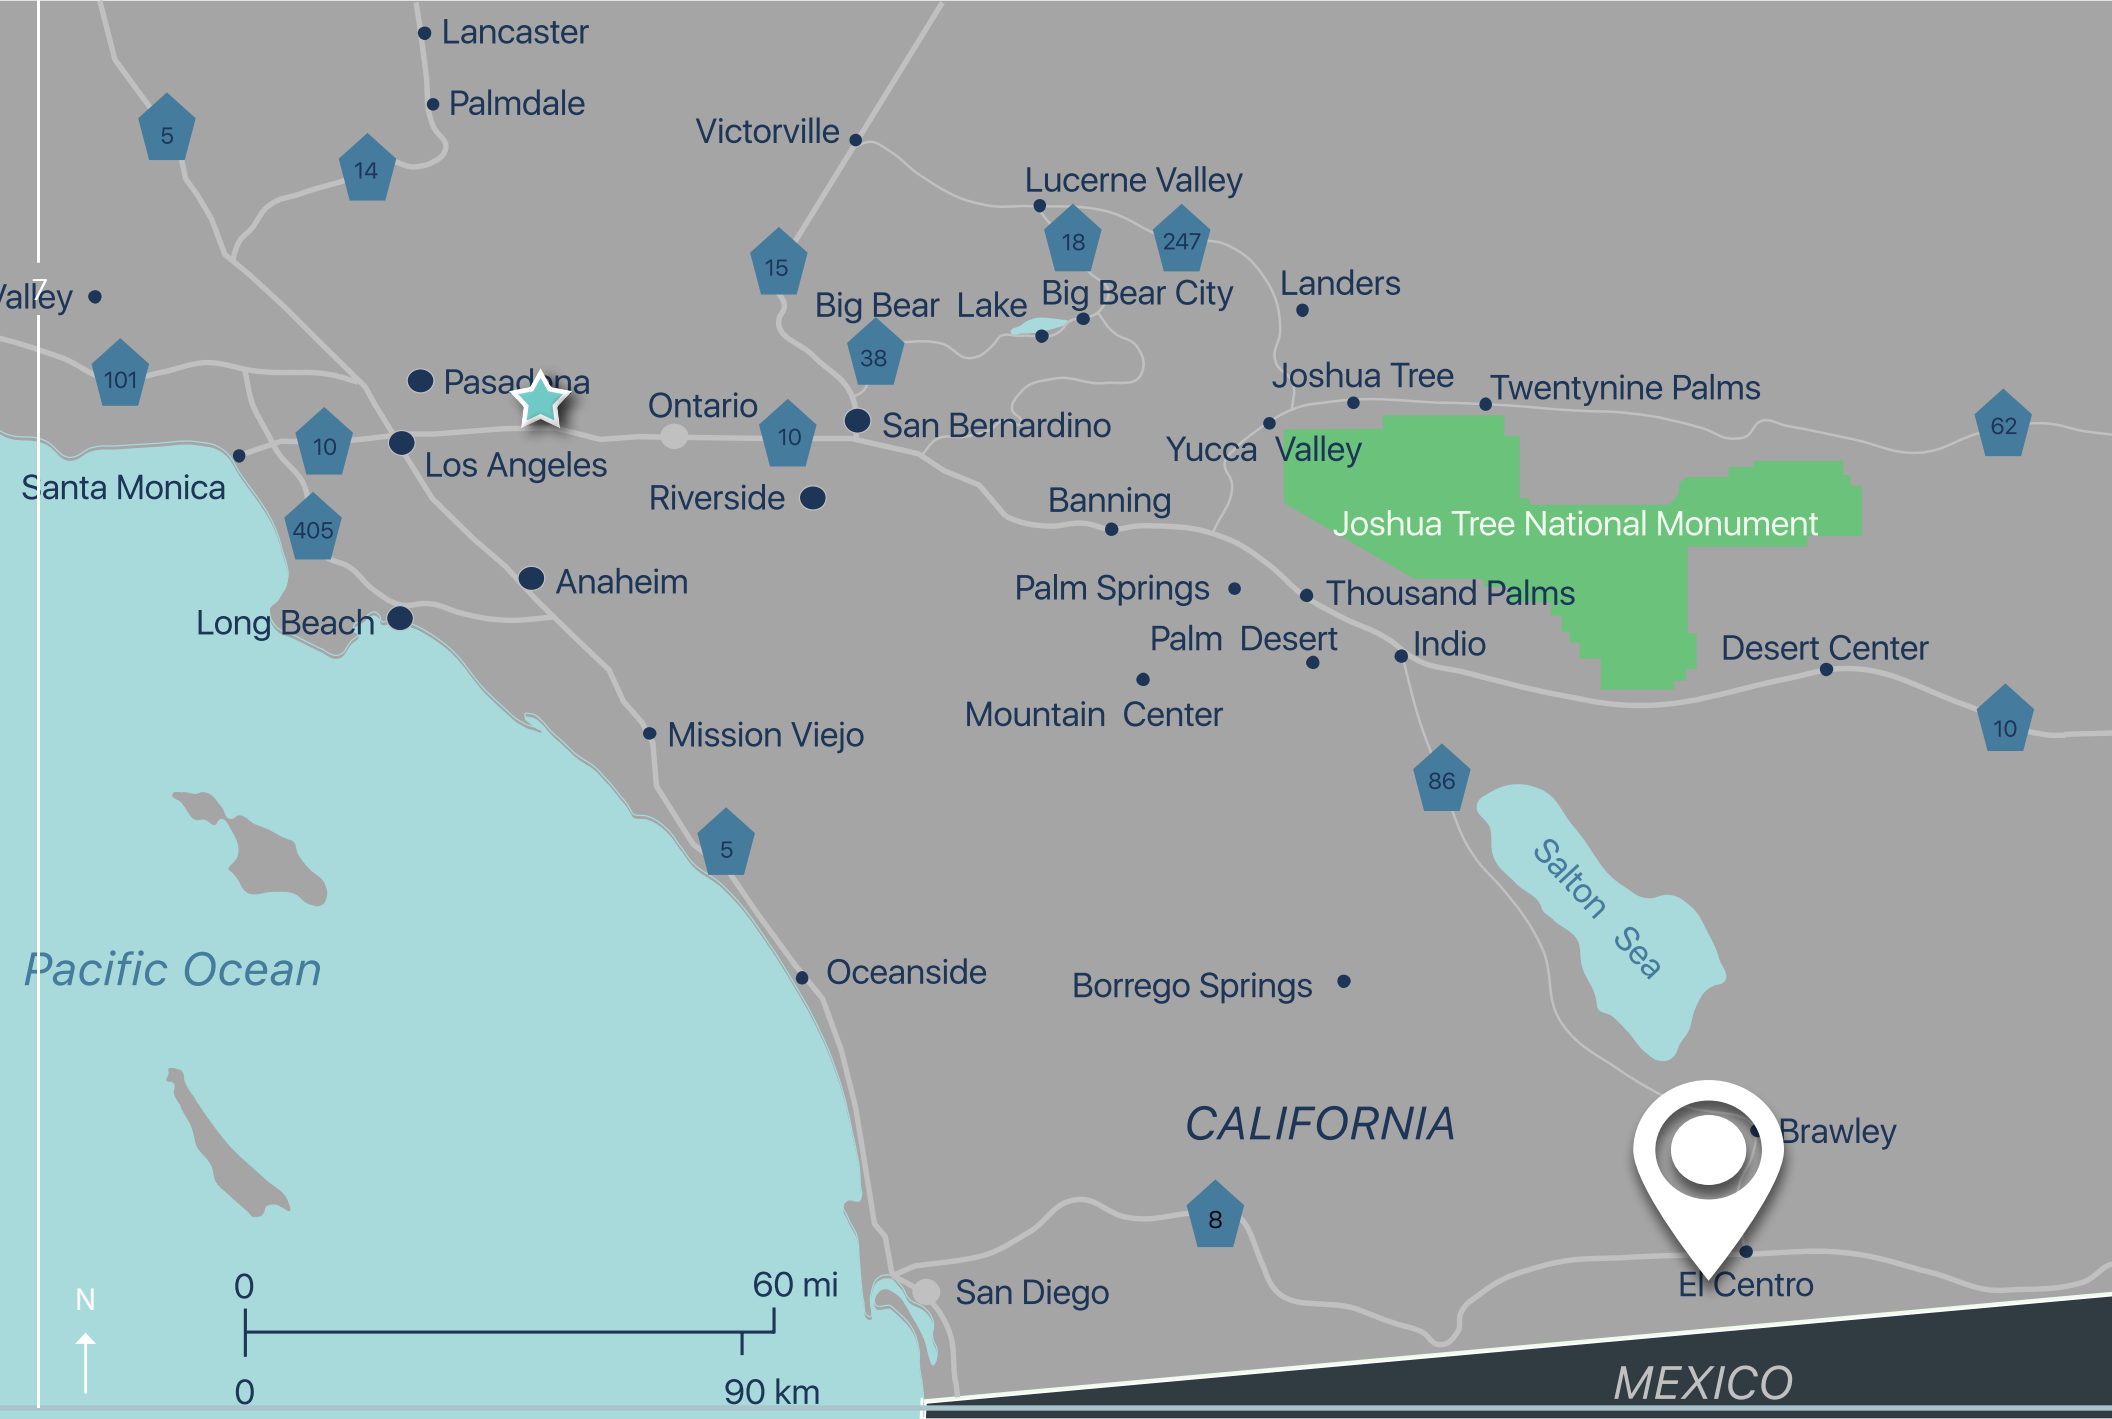 Lancaster
Palmdale
5
14
Victorville
Lucerne Valley
15
18
247
Valley
7
Big Bear Lake
Big Bear City
Landers
38
101
Pasadena
Ontario
Joshua Tree
Twentynine Palms
10
10
San Bernardino
62
Los Angeles
Yucca Valley
Santa Monica
Riverside
Banning
405
Joshua Tree National Monument
Anaheim
Palm Springs
Thousand Palms
Long Beach
Palm Desert
Indio
Desert Center
Mountain Center
Mission Viejo
10
86
5
Salton Sea
Pacific Ocean
Oceanside
Borrego Springs
CALIFORNIA
Brawley
8
El Centro
San Diego
N
0
60 mi
0
90 km
MEXICO